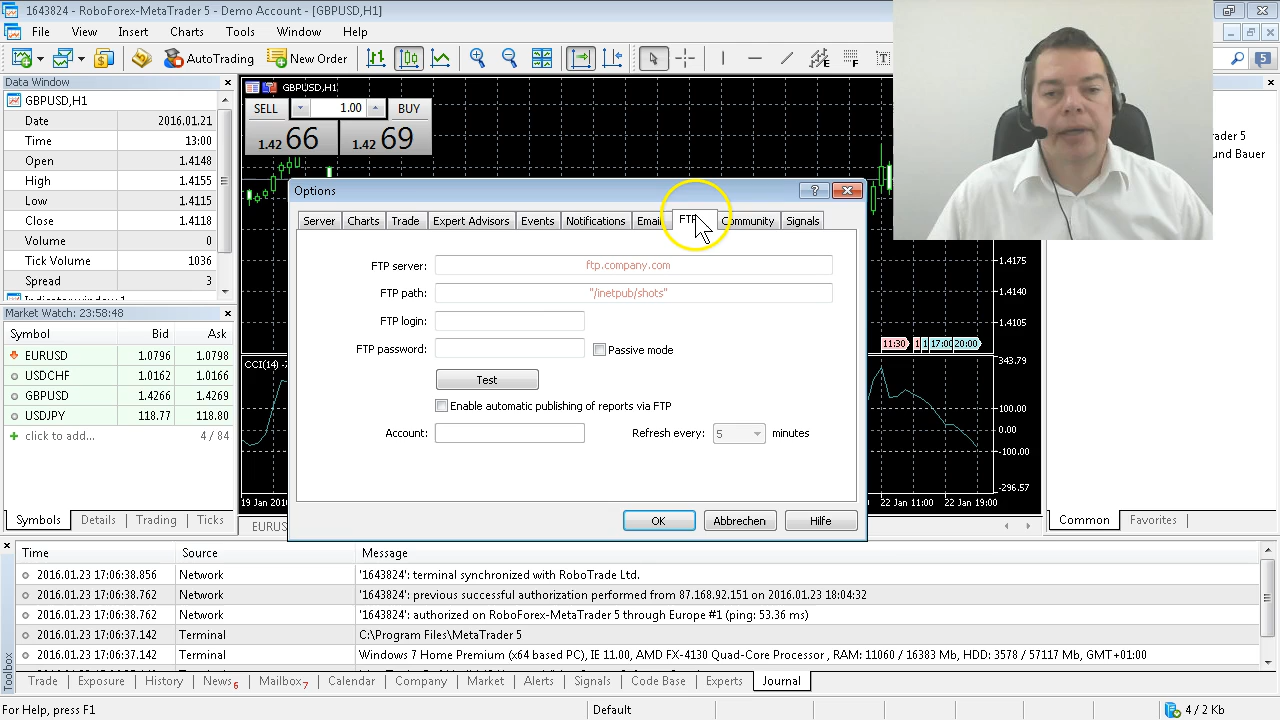 1643824 - RoboForex-MetaTrader 5 - Demo Account - [GBPUSD,H1]
File View Insert Charts Tools Window Help
AutoTrading New Order
5
Data Window
GBPUSD,H1
Date 2016.01.21
Time 13:00
Open 1.4148
High 1.4155
Low 1.4089
Close 1.4118
Volume 0
Tick Volume 1036
Spread 3
Indicator window 1
GBPUSD,H1
SELL 1.00 BUY
1.42 66 1.42 69
Market Watch: 23:58:48
Symbol Bid Ask
EURUSD 1.0796 1.0798
USDCHF 1.0162 1.0166
GBPUSD 1.4266 1.4269
USDJPY 118.77 118.80
click to add... 4 / 84
Symbols Details Trading Ticks
Options
Server Charts Trade Expert Advisors Events Notifications Email FTP Community Signals
FTP server: ftp.company.com
FTP path: "/inetpub/shots"
FTP login:
FTP password: Passive mode
Test
Enable automatic publishing of reports via FTP
Account: Refresh every: 5 minutes
OK Abbrechen Hilfe
CCI(14)
19 Jan 201
22 Jan 11:00 22 Jan 19:00
EURUS
1.4175
1.4140
1.4105
11:30 1 1 17:00 20:00
343.79
100.00
0.00
-100.00
-296.57
rader 5
und Bauer
Common Favorites
Time Source Message
2016.01.23 17:06:38.856 Network '1643824': terminal synchronized with RoboTrade Ltd.
2016.01.23 17:06:38.762 Network '1643824': previous successful authorization performed from 87.168.92.151 on 2016.01.23 18:04:32
2016.01.23 17:06:38.762 Network '1643824': authorized on RoboForex-MetaTrader 5 through Europe #1 (ping: 53.36 ms)
2016.01.23 17:06:37.142 Terminal C:\Program Files\MetaTrader 5
2016.01.23 17:06:37.142 Terminal Windows 7 Home Premium (x64 based PC), IE 11.00, AMD FX-4130 Quad-Core Processor , RAM: 11060 / 16383 Mb, HDD: 3578 / 57117 Mb, GMT+01:00
Toolbox
Trade Exposure History News 6 Mailbox 7 Calendar Company Market Alerts Signals Code Base Experts Journal
For Help, press F1 Default 4 / 2 Kb